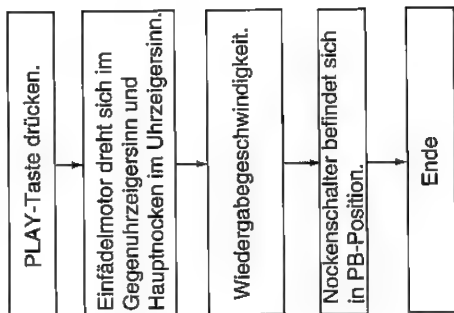 PLAY-Taste drücken.
Einfädelmotor dreht sich im
Gegenuhrzeigersinn und
Hauptnocken im Uhrzeigersinn.
Wiedergabegeschwindigkeit.
Nockenschalter befindet sich
in PB-Position.
Ende